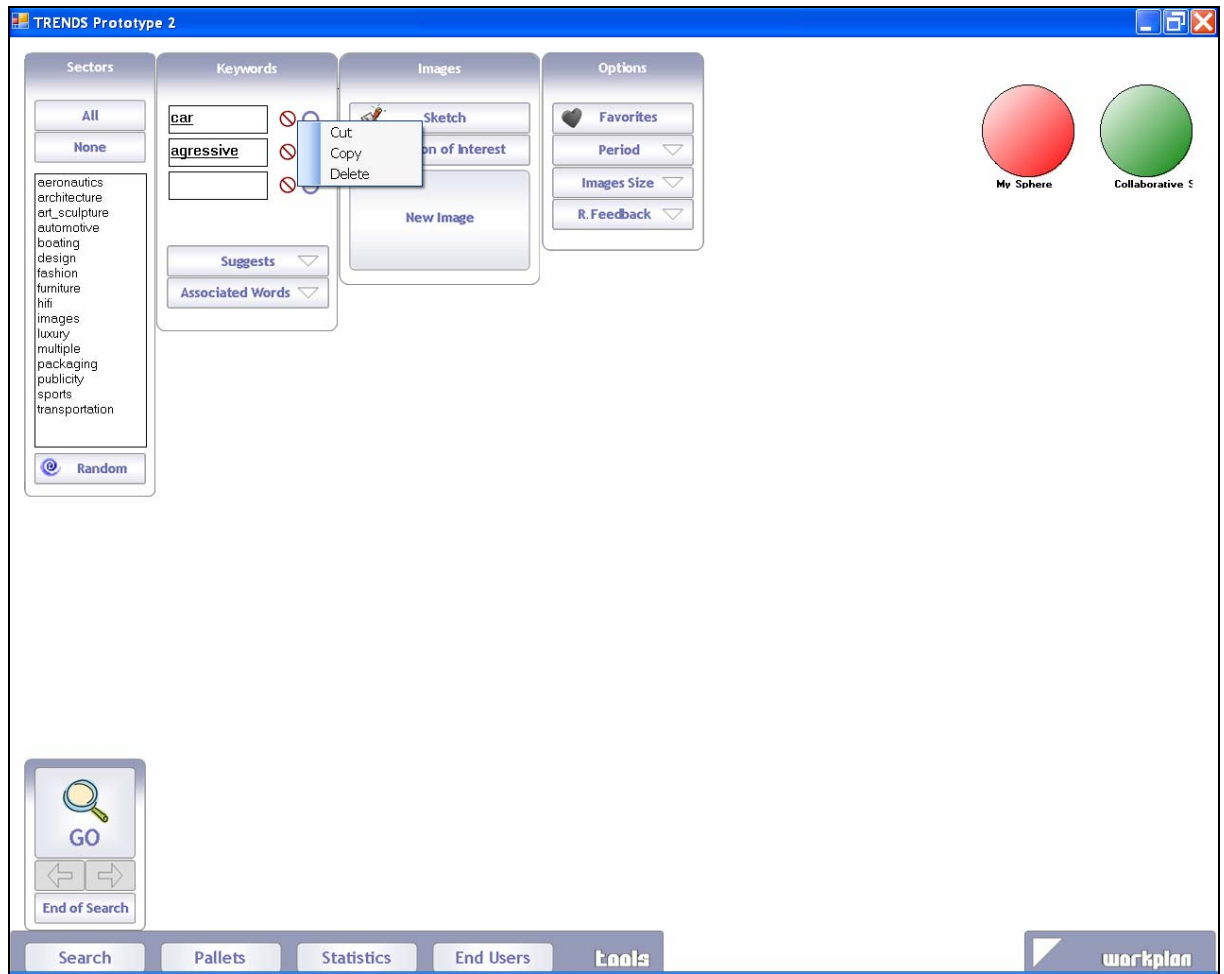 TRENDS Prototype 2
Sectors
All
None
aeronautics
architecture
art_sculpture
automotive
boating
design
fashion
furniture
hifi
images
luxury
multiple
packaging
publicity
sports
transportation
Random
Keywords
car
agressive
Cut
Copy
Delete
Suggests
Associated Words
Images
Sketch
on of Interest
New Image
Options
Favorites
Period
Images Size
R. Feedback
My Sphere
Collaborative S
GO
End of Search
Search
Pallets
Statistics
End Users
tools
workplan